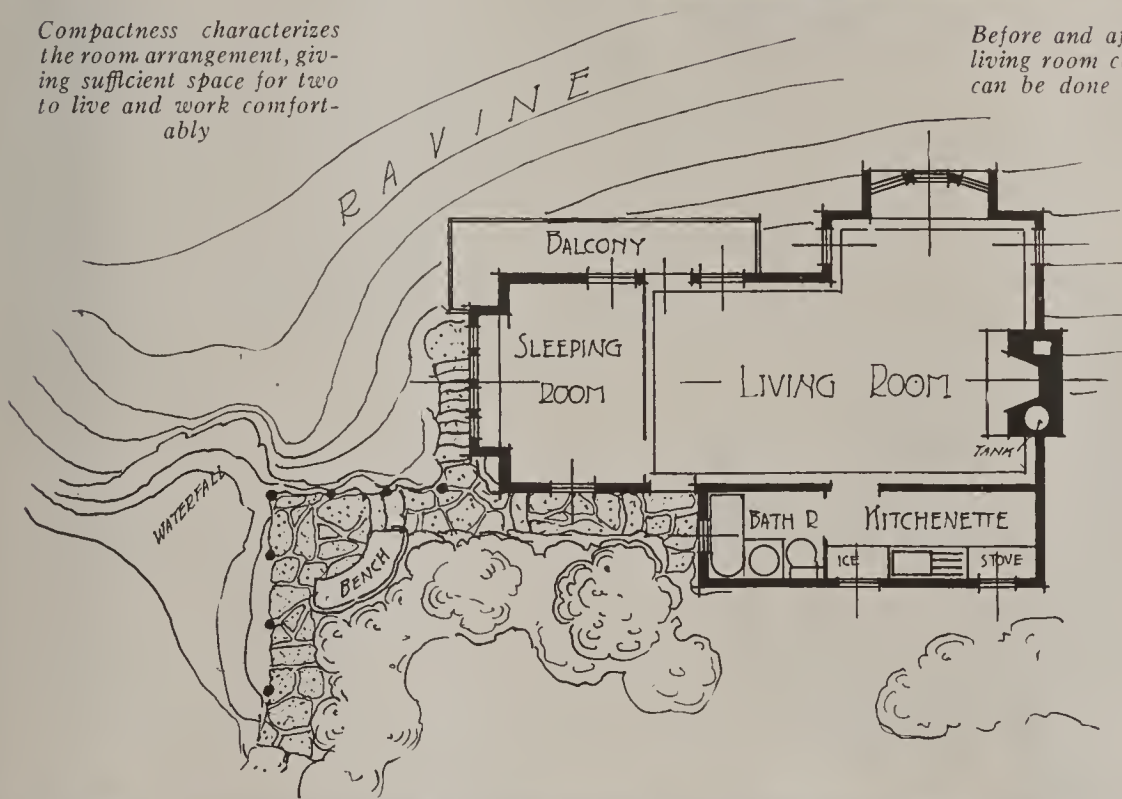 Compactness characterizes
the room arrangement, giv-
ing sufficient space for two
to live and work comfort-
ably
Before and
living room c
can be done
RAVINE
BALCONY
SLEEPING
ROOM
LIVING ROOM
TANK
WATERFALL
BENCH
BATH R
KITCHENETTE
ICE
STOVE